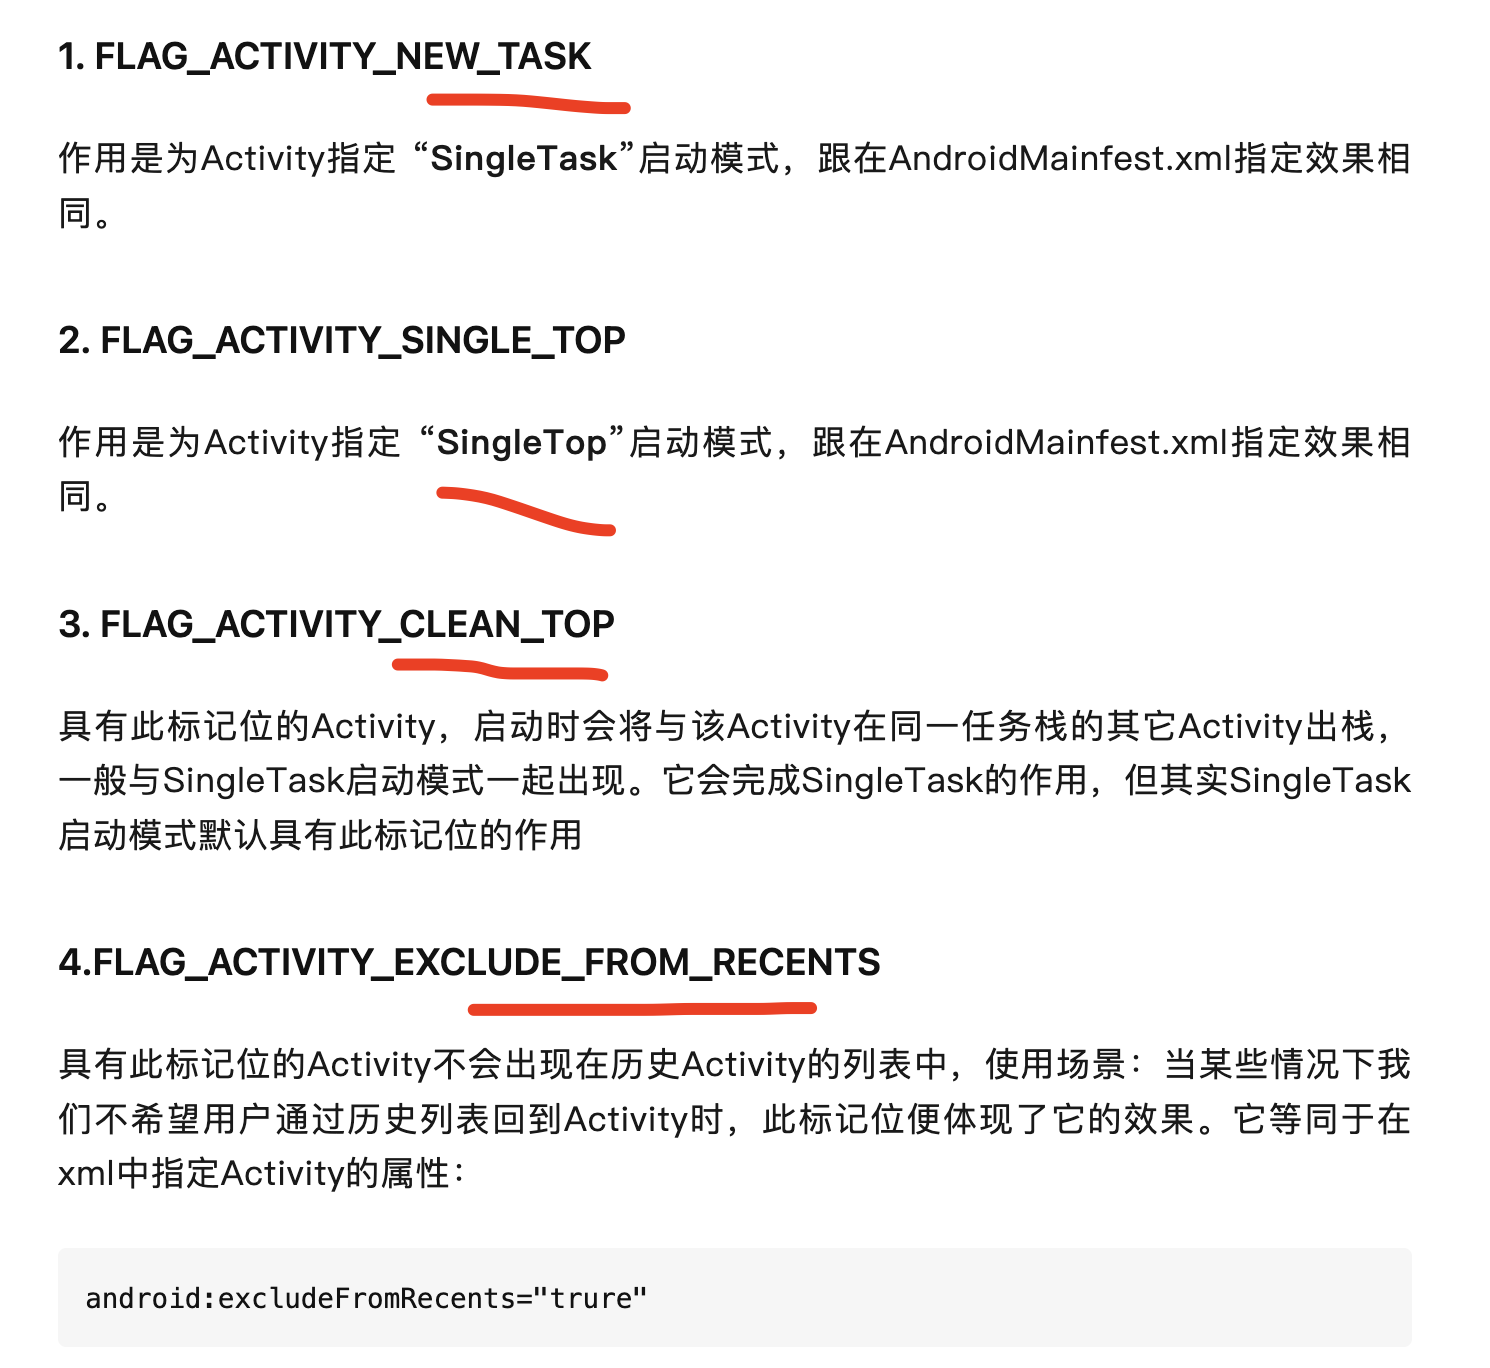 1. FLAG_ACTIVITY_NEW_TASK
作用是为Activity指定 “SingleTask”启动模式，跟在AndroidMainfest.xml指定效果相
同。
2. FLAG_ACTIVITY_SINGLE_TOP
作用是为Activity指定 “SingleTop”启动模式，跟在AndroidMainfest.xml指定效果相
同。
3. FLAG_ACTIVITY_CLEAN_TOP
具有此标记位的Activity，启动时会将与该Activity在同一任务栈的其它Activity出栈，
一般与SingleTask启动模式一起出现。它会完成SingleTask的作用，但其实SingleTask
启动模式默认具有此标记位的作用
4.FLAG_ACTIVITY_EXCLUDE_FROM_RECENTS
具有此标记位的Activity不会出现在历史Activity的列表中，使用场景：当某些情况下我
们不希望用户通过历史列表回到Activity时，此标记位便体现了它的效果。它等同于在
xml中指定Activity的属性：
android:excludeFromRecents="trure"